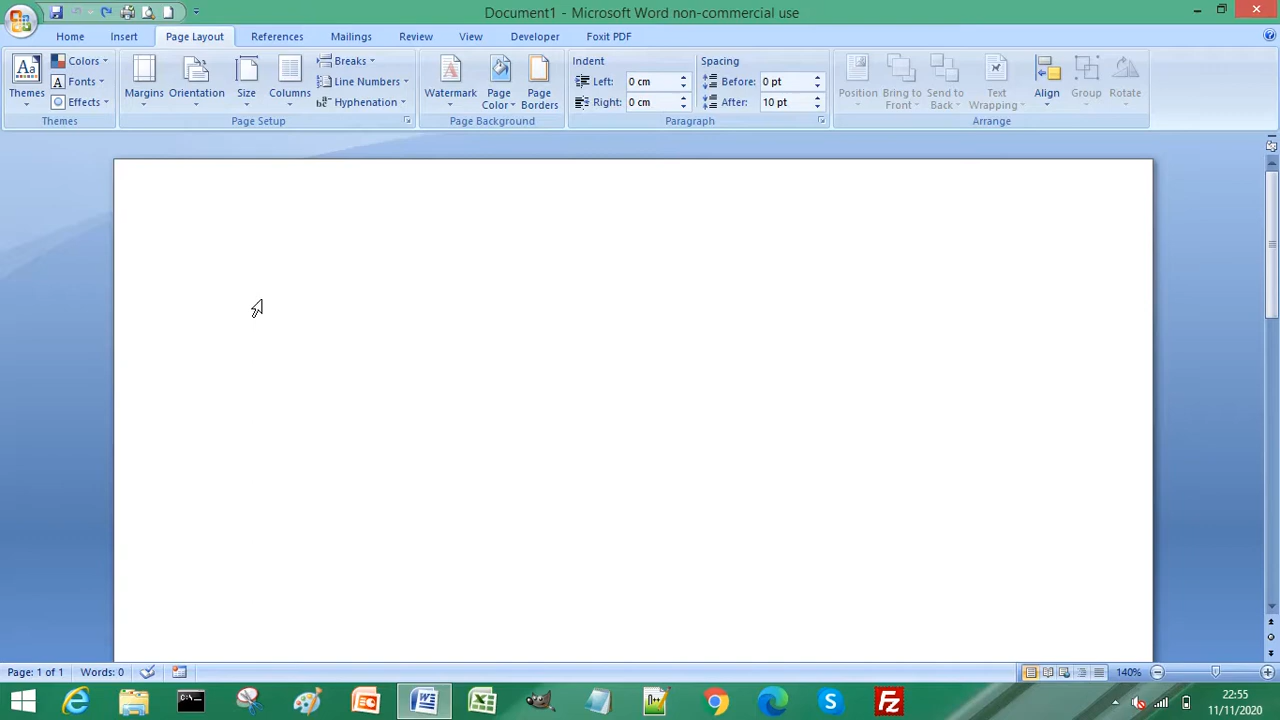 Document1 - Microsoft Word non-commercial use
Home Insert Page Layout References Mailings Review View Developer Foxit PDF
Themes
Colors
Fonts
Effects
Themes
Margins
Orientation
Size
Columns
Breaks
Line Numbers
Hyphenation
Page Setup
Watermark
Page
Color
Page
Borders
Page Background
Indent
Left: 0 cm
Right: 0 cm
Spacing
Before: 0 pt
After: 10 pt
Paragraph
Position
Bring to
Front
Send to
Back
Text
Wrapping
Align
Group
Rotate
Arrange
Page: 1 of 1 Words: 0 140%
22:55
11/11/2020